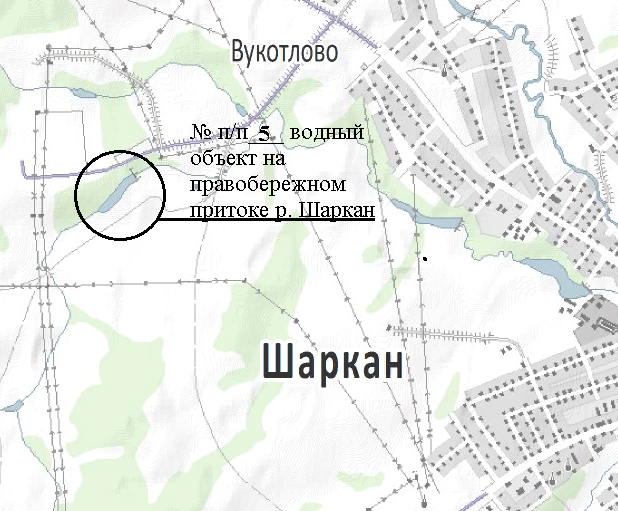 Вукотлово
№ п/п 5 водный
объект на
правобережном
притоке р. Шаркан
Шаркан